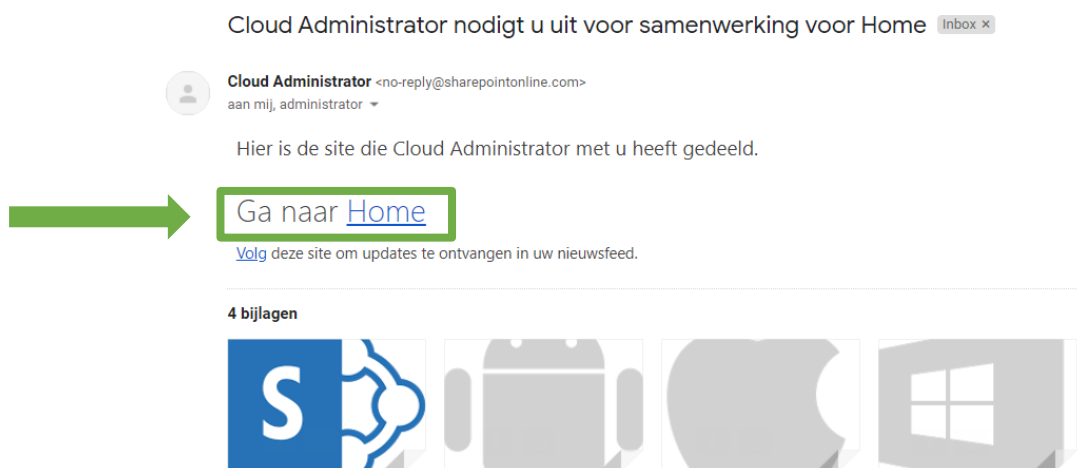 Cloud Administrator nodigt u uit voor samenwerking voor Home Inbox ×
Cloud Administrator <no-reply@sharepointonline.com>
aan mij, administrator
Hier is de site die Cloud Administrator met u heeft gedeeld.
Ga naar Home
Volg deze site om updates te ontvangen in uw nieuwsfeed.
4 bijlagen
S